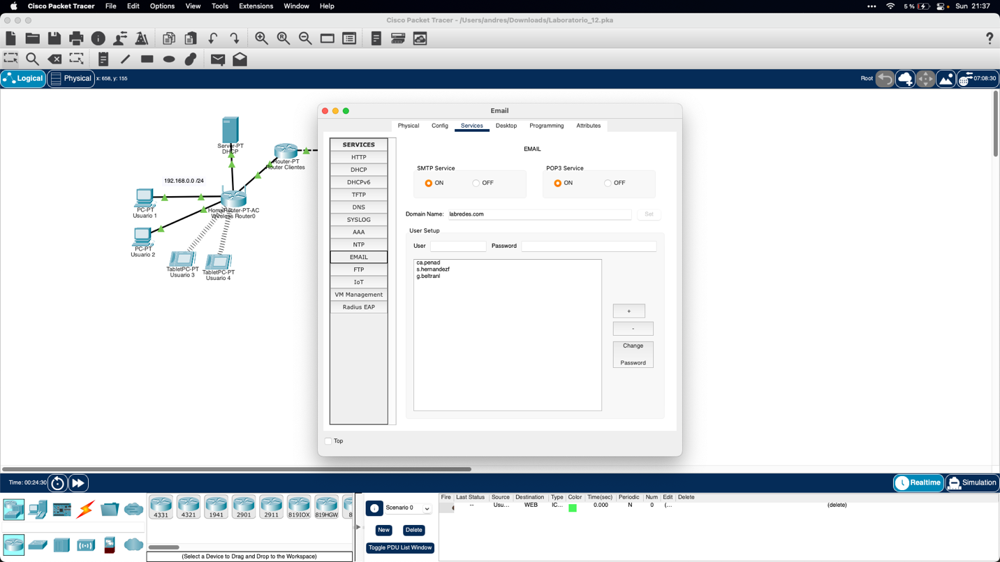 Cisco Packet Tracer File Edit Options View Tools Extensions Window Help
5 % Sun 21:37
Cisco Packet Tracer - /Users/andres/Downloads/Laboratorio_12.pka
Logical Physical x: 658, y: 155
Root 07:08:30
Server-PT
DHCP
Router-PT
Router Clientes
192.168.0.0 /24
PC-PT
Usuario 1
HomeRouter-PT-AC
Wireless Router0
PC-PT
Usuario 2
TabletPC-PT
Usuario 3
TabletPC-PT
Usuario 4
Email
Physical Config Services Desktop Programming Attributes
SERVICES
HTTP
DHCP
DHCPv6
TFTP
DNS
SYSLOG
AAA
NTP
EMAIL
FTP
IoT
VM Management
Radius EAP
EMAIL
SMTP Service
ON OFF
POP3 Service
ON OFF
Domain Name: labredes.com Set
User Setup
User Password
ca.penad
s.hernandezf
g.beltranl
+
-
Change
Password
Top
Time: 00:24:30
Realtime Simulation
4331 4321 1941 2901 2911 819IOX 819HGW 8
(Select a Device to Drag and Drop to the Workspace)
Scenario 0
New Delete
Toggle PDU List Window
Fire Last Status Source Destination Type Color Time(sec) Periodic Num Edit Delete
-- Usu... WEB IC... 0.000 N 0 (... (delete)